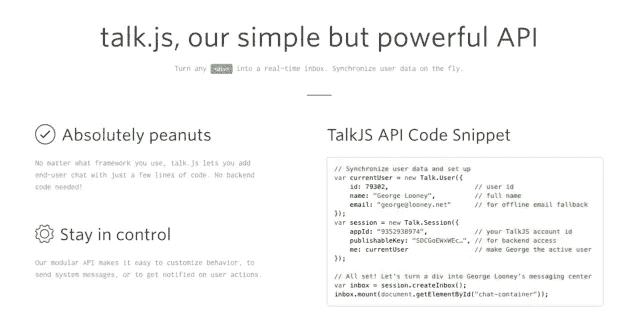 talk.js, our simple but powerful API
Turn any <div> into a real-time inbox. Synchronize user data on the fly.
Absolutely peanuts
No matter what framework you use, talk.js lets you add
end-user chat with just a few lines of code. No backend
code needed!
Stay in control
Our modular API makes it easy to customize behavior, to
send system messages, or to get notified on user actions.
TalkJS API Code Snippet
// Synchronize user data and set up
var currentUser = new Talk.User({
id: 79302, // user id
name: "George Looney", // full name
email: "george@looney.net" // for offline email fallback
});
var session = new Talk.Session({
appId: "9352938974", // your TalkJS account id
publishableKey: "SDCGoEWxWEc…", // for backend access
me: currentUser // make George the active user
});
// All set! Let's turn a div into George Looney's messaging center
var inbox = session.createInbox();
inbox.mount(document.getElementById("chat-container"));